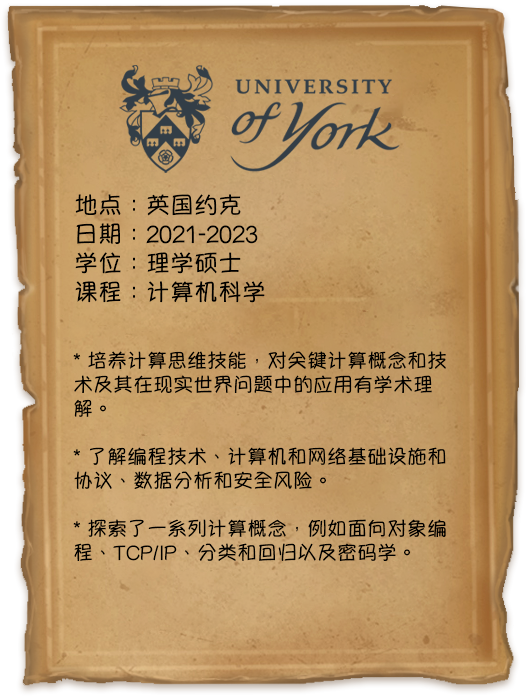 UNIVERSITY
of York
地点：英国约克
日期：2021-2023
学位：理学硕士
课程：计算机科学
* 培养计算思维技能，对关键计算概念和技
术及其在现实世界问题中的应用有学术理
解。
* 了解编程技术、计算机和网络基础设施和
协议、数据分析和安全风险。
* 探索了一系列计算概念，例如面向对象编
程、TCP/IP、分类和回归以及密码学。